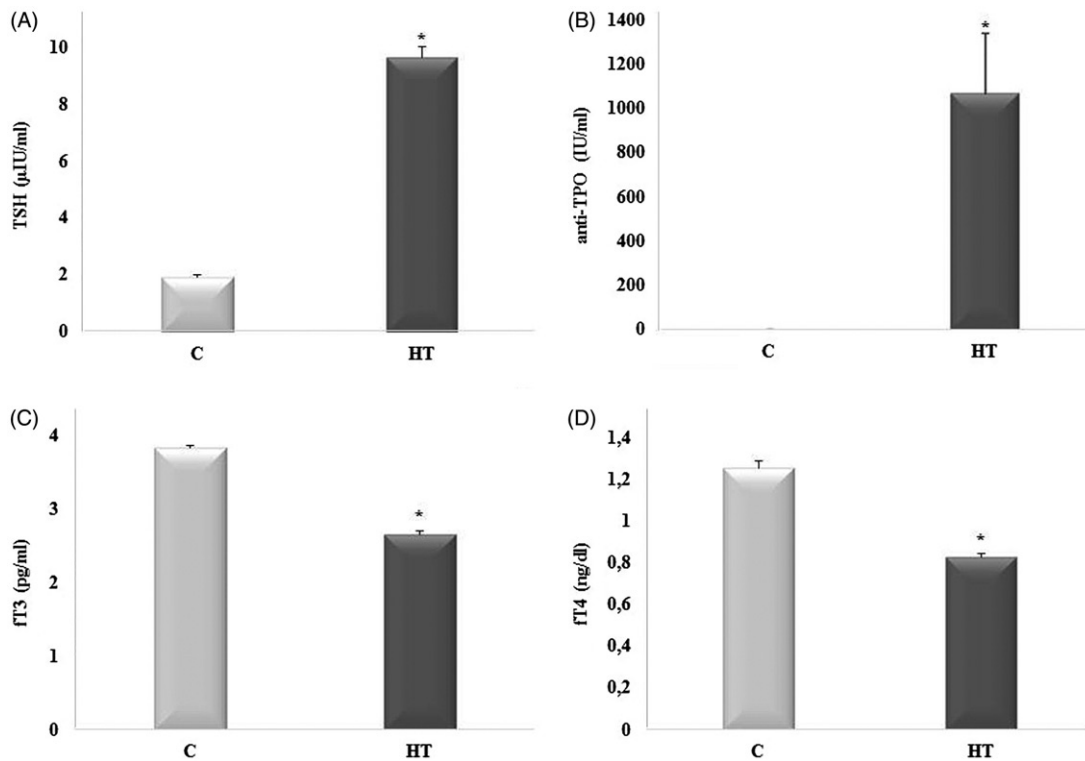 (A)
TSH (µIU/ml)
10
8
6
4
2
0
*
C
HT
(B)
anti-TPO (IU/ml)
1400
1200
1000
800
600
400
200
0
*
C
HT
(C)
fT3 (pg/ml)
4
3
2
1
0
*
C
HT
(D)
fT4 (ng/dl)
1,4
1,2
1
0,8
0,6
0,4
0,2
0
*
C
HT